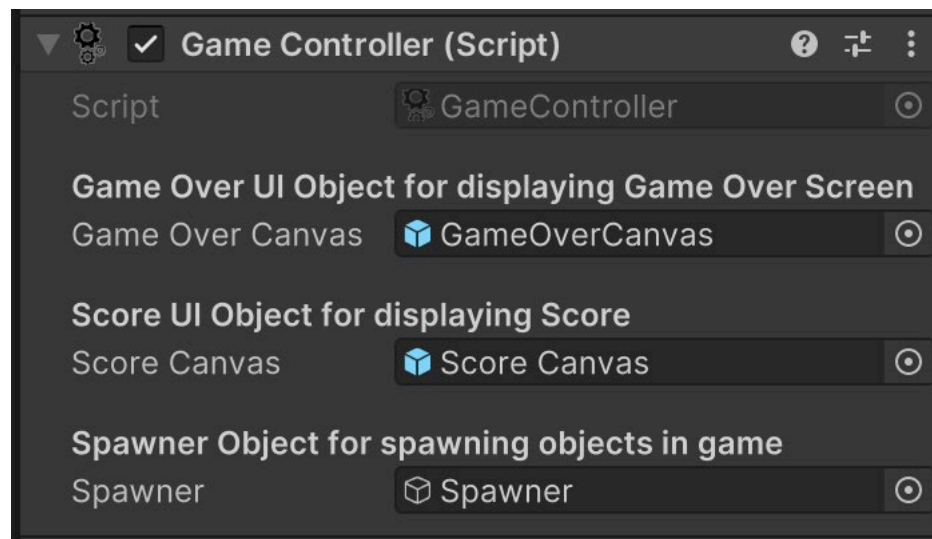 Game Controller (Script)
Script GameController
Game Over UI Object for displaying Game Over Screen
Game Over Canvas GameOverCanvas
Score UI Object for displaying Score
Score Canvas Score Canvas
Spawner Object for spawning objects in game
Spawner Spawner